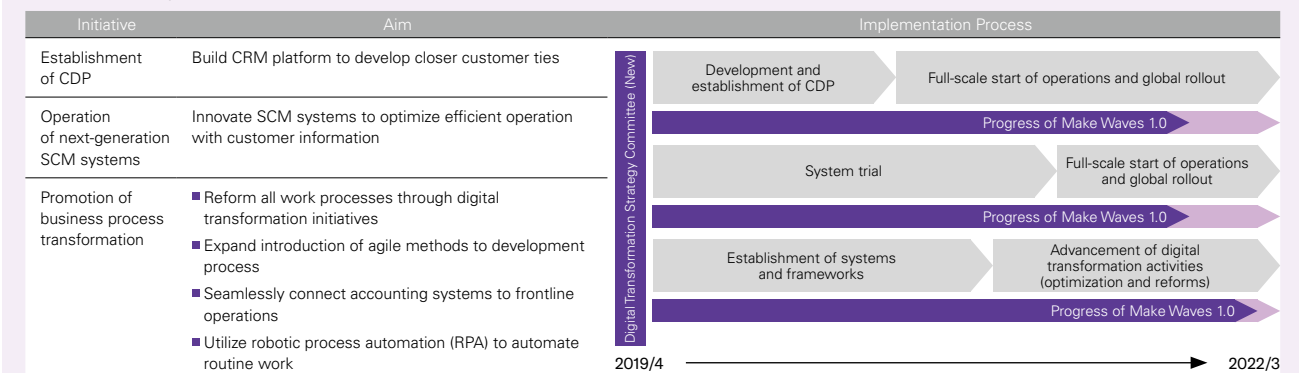 Initiative
Aim
Implementation Process
Establishment
of CDP
Build CRM platform to develop closer customer ties
Operation
of next-generation
SCM systems
Innovate SCM systems to optimize efficient operation
with customer information
Promotion of
business process
transformation
Reform all work processes through digital
transformation initiatives
Expand introduction of agile methods to development
process
Seamlessly connect accounting systems to frontline
operations
Utilize robotic process automation (RPA) to automate
routine work
Digital Transformation Strategy Committee (New)
Development and
establishment of CDP
Full-scale start of operations and global rollout
Progress of Make Waves 1.0
System trial
Full-scale start of operations
and global rollout
Progress of Make Waves 1.0
Establishment of systems
and frameworks
Advancement of digital
transformation activities
(optimization and reforms)
Progress of Make Waves 1.0
2019/4
2022/3